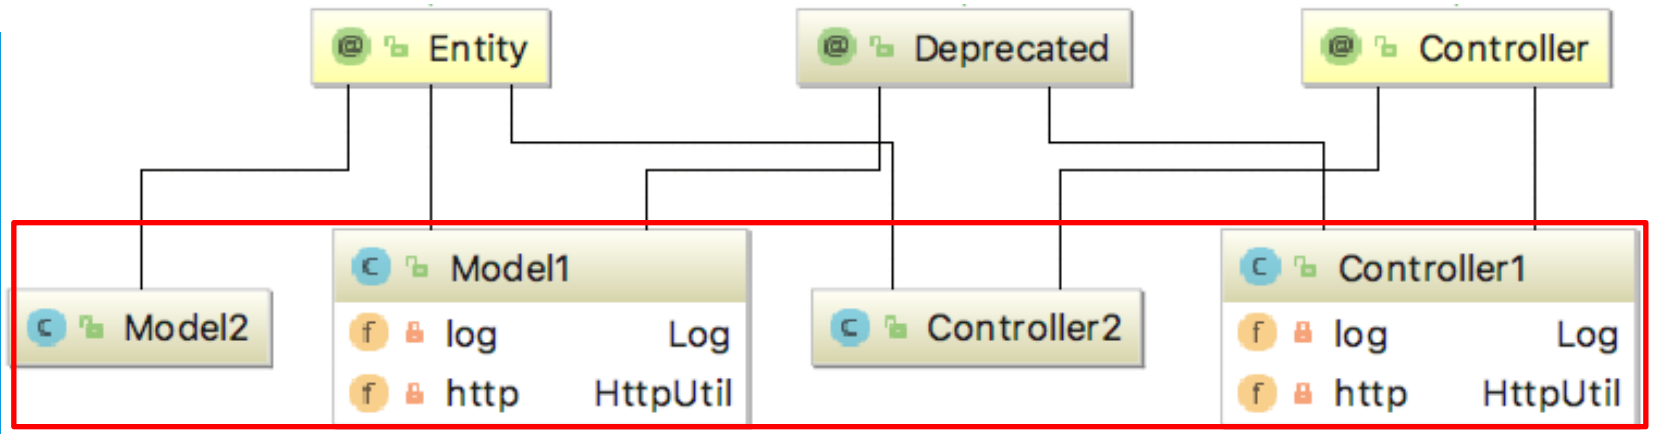 @ Entity
@ Deprecated
@ Controller
C Model2
C Model1
f log Log
f http HttpUtil
C Controller2
C Controller1
f log Log
f http HttpUtil